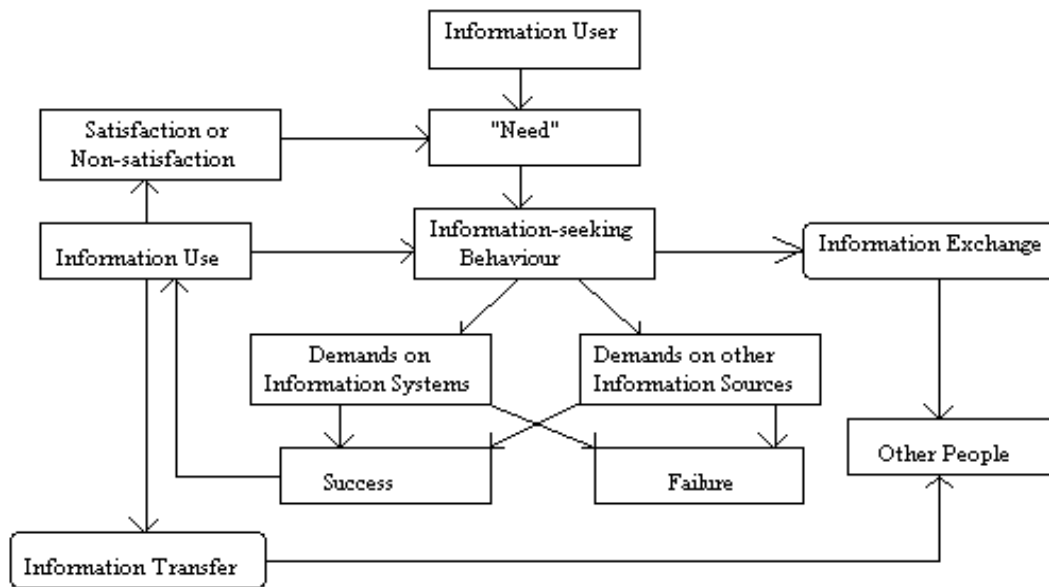 Information User
"Need"
Satisfaction or
Non-satisfaction
Information Use
Information-seeking
Behaviour
Information Exchange
Demands on
Information Systems
Demands on other
Information Sources
Success
Failure
Other People
Information Transfer